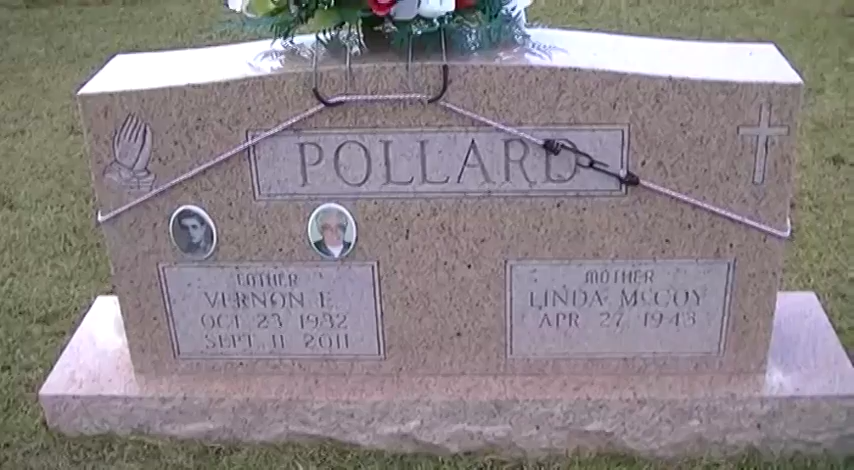 POLLARD
FATHER
VERNON E.
OCT 23 1932
SEPT. 11 2011
MOTHER
LINDA McCOY
APR. 27 1943